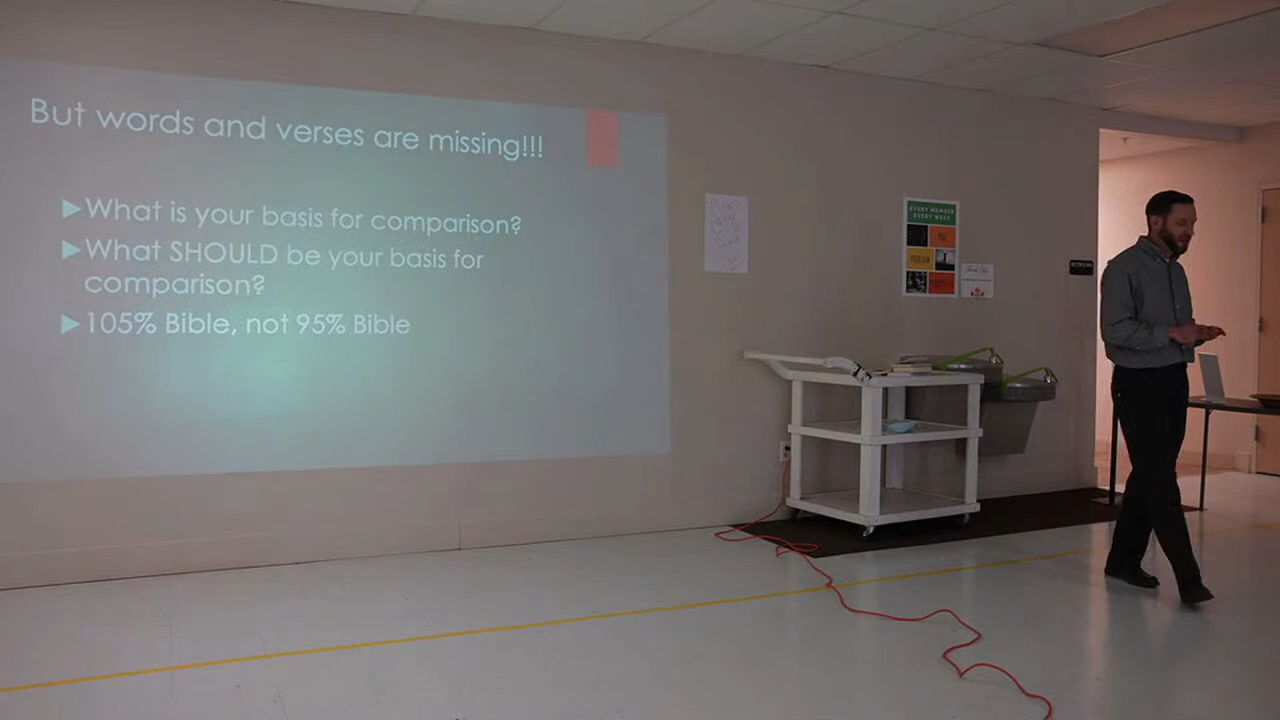 But words and verses are missing!!!
►What is your basis for comparison?
►What SHOULD be your basis for
comparison?
►105% Bible, not 95% Bible
EVERY MEMBER
EVERY WEEK